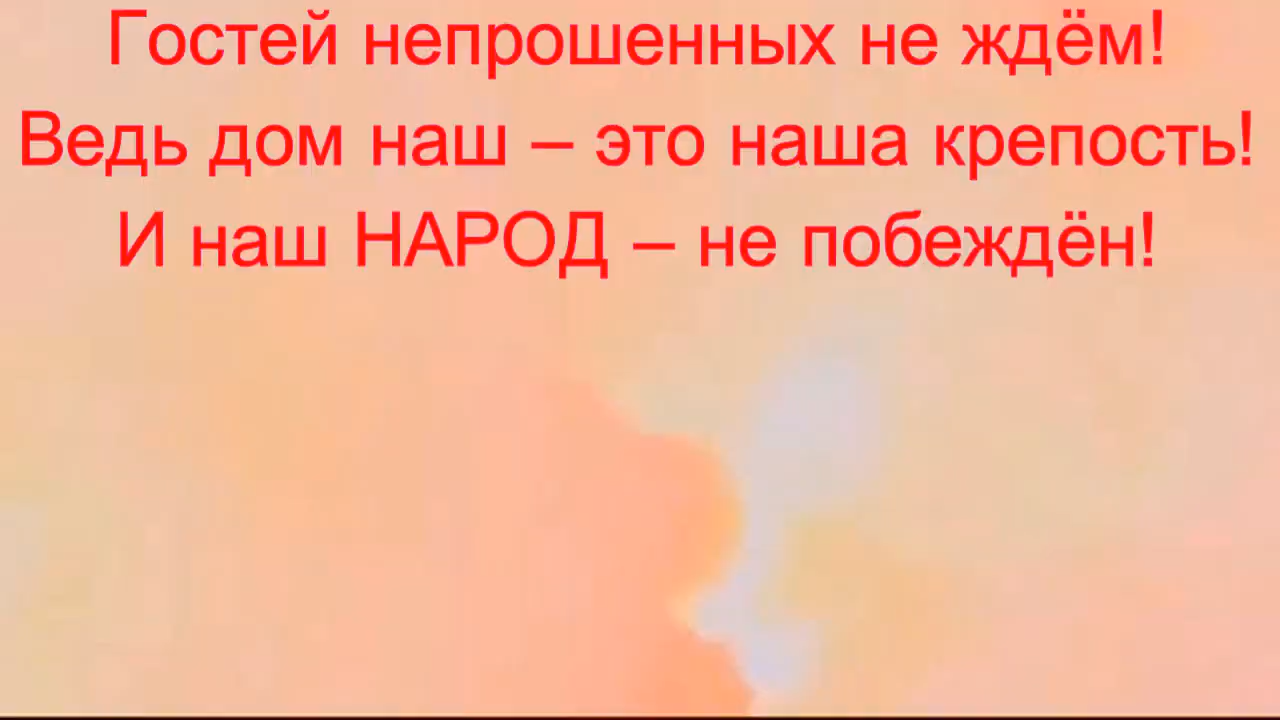 Гостей непрошенных не ждём!
Ведь дом наш – это наша крепость!
И наш НАРОД – не побеждён!